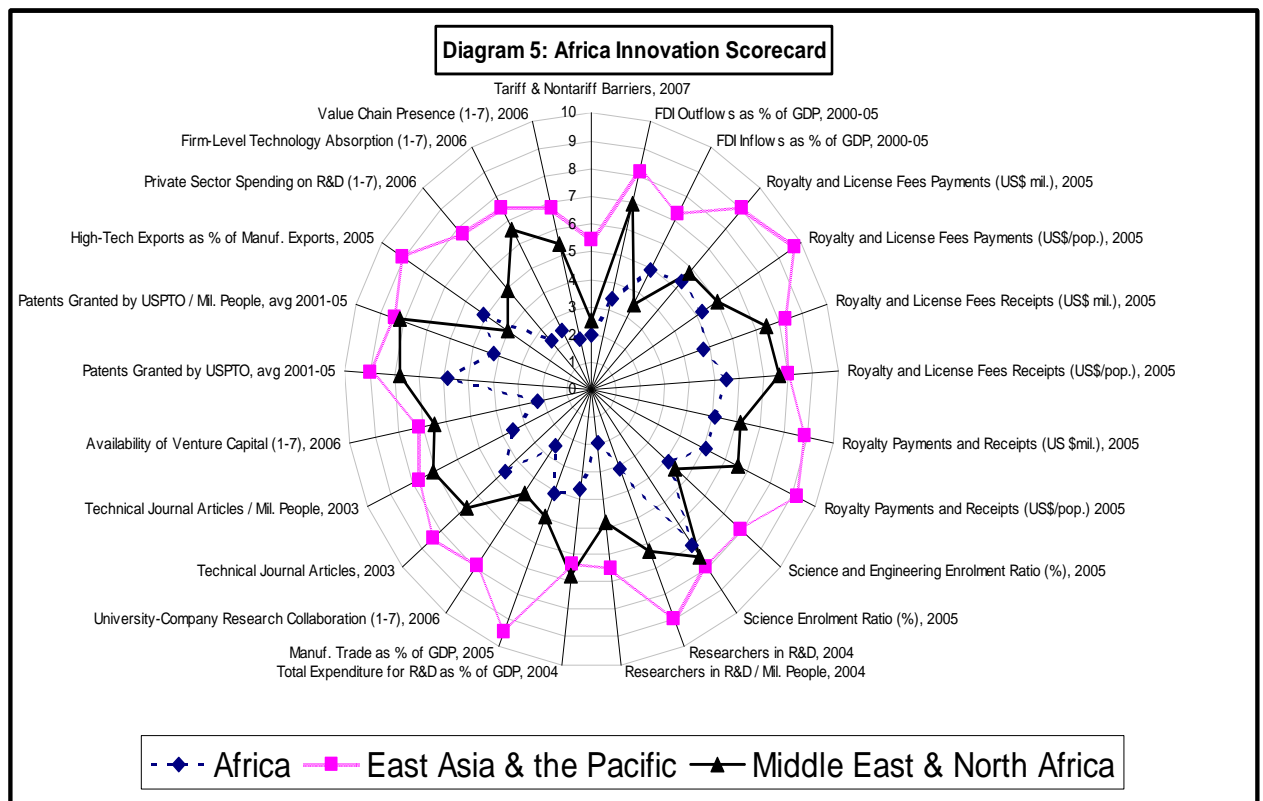 Diagram 5: Africa Innovation Scorecard
Tariff & Nontariff Barriers, 2007
FDI Outflows as % of GDP, 2000-05
FDI Inflows as % of GDP, 2000-05
Royalty and License Fees Payments (US$ mil.), 2005
Royalty and License Fees Payments (US$/pop.), 2005
Royalty and License Fees Receipts (US$ mil.), 2005
Royalty and License Fees Receipts (US$/pop.), 2005
Royalty Payments and Receipts (US $mil.), 2005
Royalty Payments and Receipts (US$/pop.) 2005
Science and Engineering Enrolment Ratio (%), 2005
Science Enrolment Ratio (%), 2005
Researchers in R&D, 2004
Researchers in R&D / Mil. People, 2004
Total Expenditure for R&D as % of GDP, 2004
Manuf. Trade as % of GDP, 2005
University-Company Research Collaboration (1-7), 2006
Technical Journal Articles, 2003
Technical Journal Articles / Mil. People, 2003
Availability of Venture Capital (1-7), 2006
Patents Granted by USPTO, avg 2001-05
Patents Granted by USPTO / Mil. People, avg 2001-05
High-Tech Exports as % of Manuf. Exports, 2005
Private Sector Spending on R&D (1-7), 2006
Firm-Level Technology Absorption (1-7), 2006
Value Chain Presence (1-7), 2006
10
9
8
7
6
5
4
3
2
1
0
Africa
East Asia & the Pacific
Middle East & North Africa